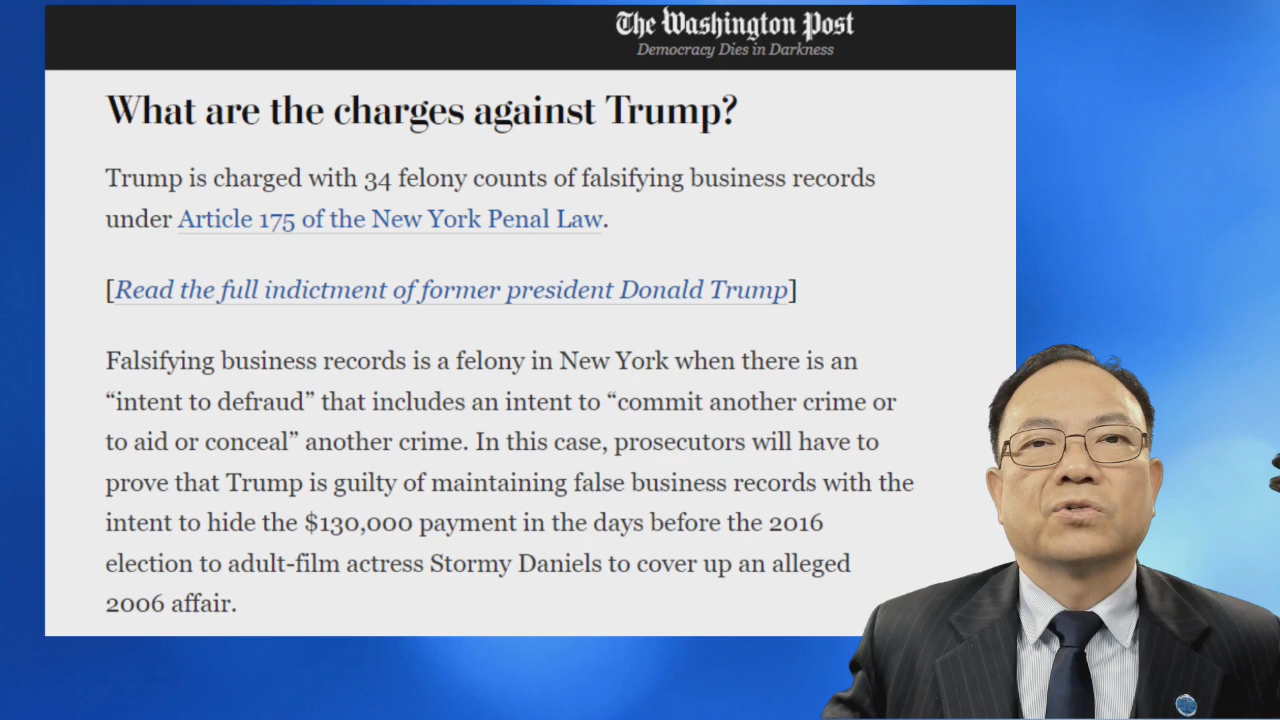 The Washington Post
Democracy Dies in Darkness
What are the charges against Trump?
Trump is charged with 34 felony counts of falsifying business records
under Article 175 of the New York Penal Law.
[Read the full indictment of former president Donald Trump]
Falsifying business records is a felony in New York when there is an
“intent to defraud” that includes an intent to “commit another crime or
to aid or conceal” another crime. In this case, prosecutors will have to
prove that Trump is guilty of maintaining false business records with the
intent to hide the $130,000 payment in the days before the 2016
election to adult-film actress Stormy Daniels to cover up an alleged
2006 affair.